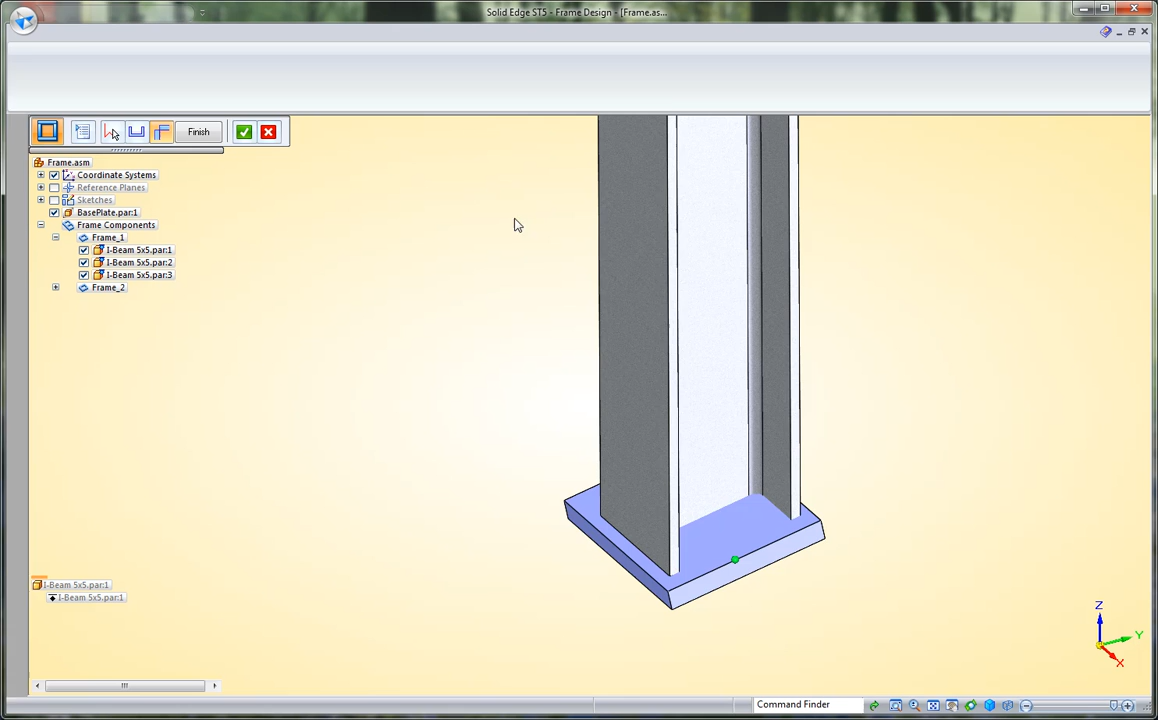 Solid Edge ST5 - Frame Design - [Frame.as...
Finish
Frame.asm
Coordinate Systems
Reference Planes
Sketches
BasePlate.par:1
Frame Components
Frame_1
I-Beam 5x5.par:1
I-Beam 5x5.par:2
I-Beam 5x5.par:3
Frame_2
I-Beam 5x5.par:1
I-Beam 5x5.par:1
Z
Y
X
Command Finder